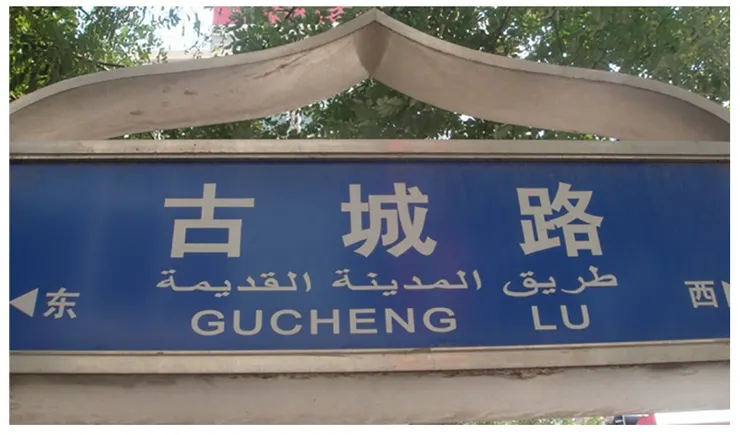 古城路
طريق المدينة القديمة
东 西
GUCHENG LU